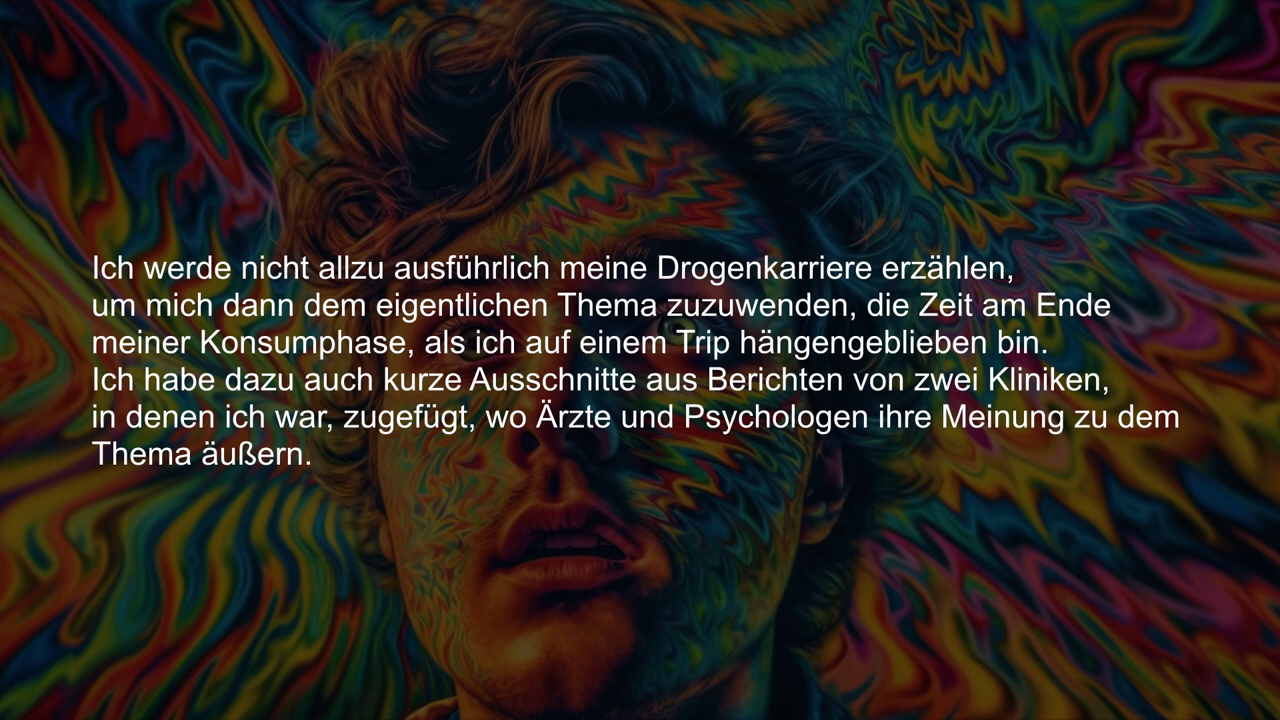 Ich werde nicht allzu ausführlich meine Drogenkarriere erzählen,
um mich dann dem eigentlichen Thema zuzuwenden, die Zeit am Ende
meiner Konsumphase, als ich auf einem Trip hängengeblieben bin.
Ich habe dazu auch kurze Ausschnitte aus Berichten von zwei Kliniken,
in denen ich war, zugefügt, wo Ärzte und Psychologen ihre Meinung zu dem
Thema äußern.